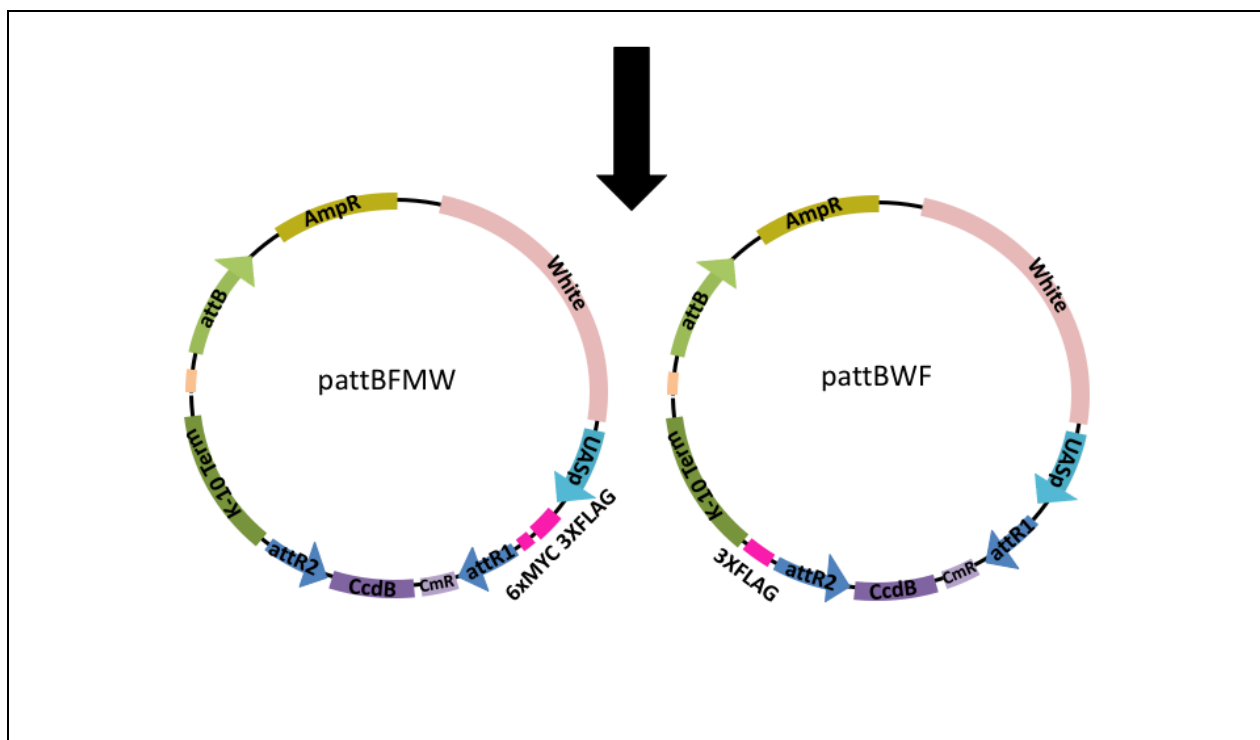 AmpR
White
attB
pattBFMW
UASp
K-10 Term
6xMYC 3XFLAG
attR1
attR2
CcdB
CmR
AmpR
White
attB
pattBWF
UASp
K-10 Term
attR1
3XFLAG
attR2
CcdB
CmR